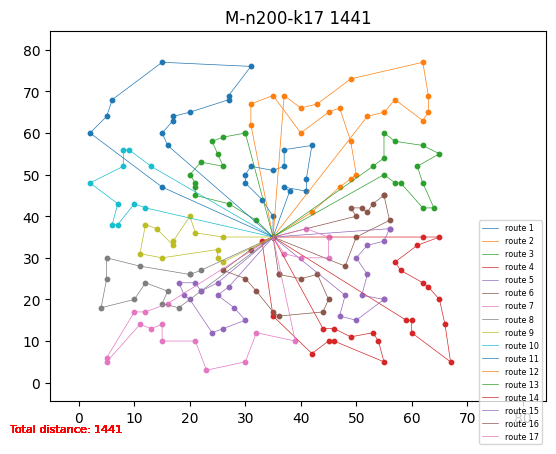 M-n200-k17 1441
80
70
60
50
40
30
20
10
0
0 10 20 30 40 50 60 70 80
route 1
route 2
route 3
route 4
route 5
route 6
route 7
route 8
route 9
route 10
route 11
route 12
route 13
route 14
route 15
route 16
route 17
Total distance: 1441